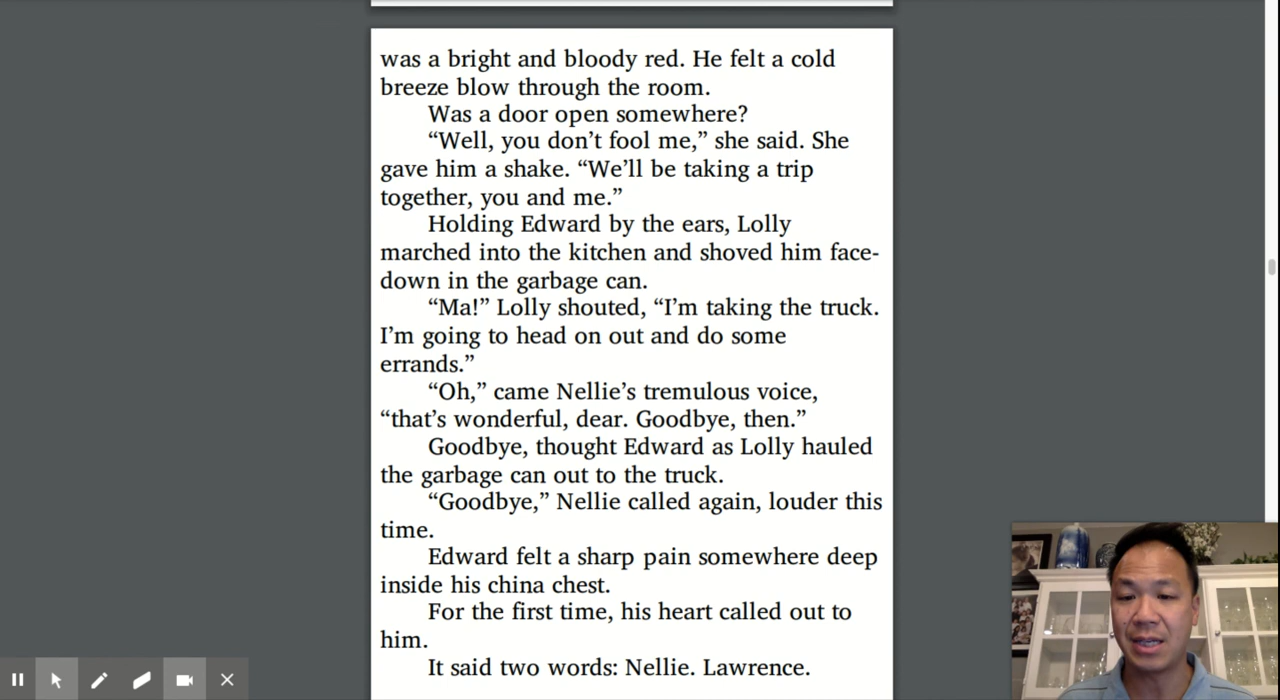 was a bright and bloody red. He felt a cold
breeze blow through the room.
Was a door open somewhere?
“Well, you don’t fool me,” she said. She
gave him a shake. “We’ll be taking a trip
together, you and me.”
Holding Edward by the ears, Lolly
marched into the kitchen and shoved him face-
down in the garbage can.
“Ma!” Lolly shouted, “I’m taking the truck.
I’m going to head on out and do some
errands.”
“Oh,” came Nellie’s tremulous voice,
“that’s wonderful, dear. Goodbye, then.”
Goodbye, thought Edward as Lolly hauled
the garbage can out to the truck.
“Goodbye,” Nellie called again, louder this
time.
Edward felt a sharp pain somewhere deep
inside his china chest.
For the first time, his heart called out to
him.
It said two words: Nellie. Lawrence.